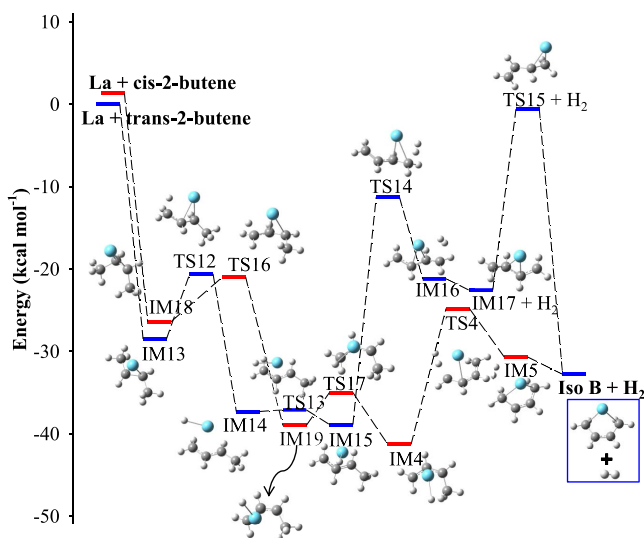 10
0
-10
-20
-30
-40
-50
Energy (kcal mol⁻¹)
La + cis-2-butene
La + trans-2-butene
TS15 + H₂
TS14
TS12
TS16
IM18
IM13
IM16
IM17 + H₂
TS4
IM5
Iso B + H₂
TS17
TS13
IM14
IM19
IM15
IM4
+